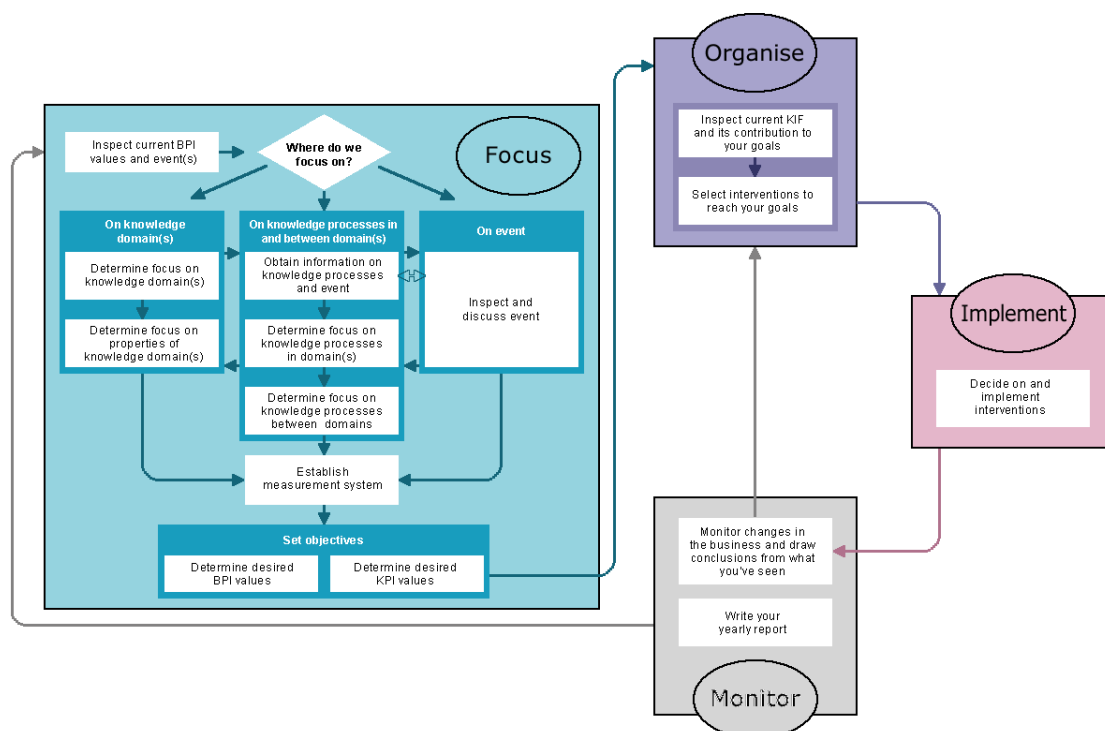 Organise
Inspect current KIF
and its contribution to
your goals
Select interventions to
reach your goals
Focus
Inspect current BPI
values and event(s)
Where do we
focus on?
On knowledge
domain(s)
Determine focus on
knowledge domain(s)
Determine focus on
properties of
knowledge domain(s)
On knowledge processes in
and between domain(s)
Obtain information on
knowledge processes
and event
Determine focus on
knowledge processes
in domain(s)
Determine focus on
knowledge processes
between domains
On event
Inspect and
discuss event
Establish
measurement system
Set objectives
Determine desired
BPI values
Determine desired
KPI values
Implement
Decide on and
implement
interventions
Monitor changes in
the business and draw
conclusions from what
you've seen
Write your
yearly report
Monitor